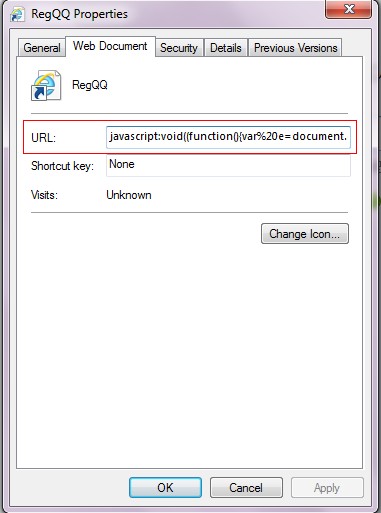 RegQQ Properties
General Web Document Security Details Previous Versions
RegQQ
URL: javascript:void((function(){var%20e=document.
Shortcut key: None
Visits: Unknown
Change Icon...
OK Cancel Apply